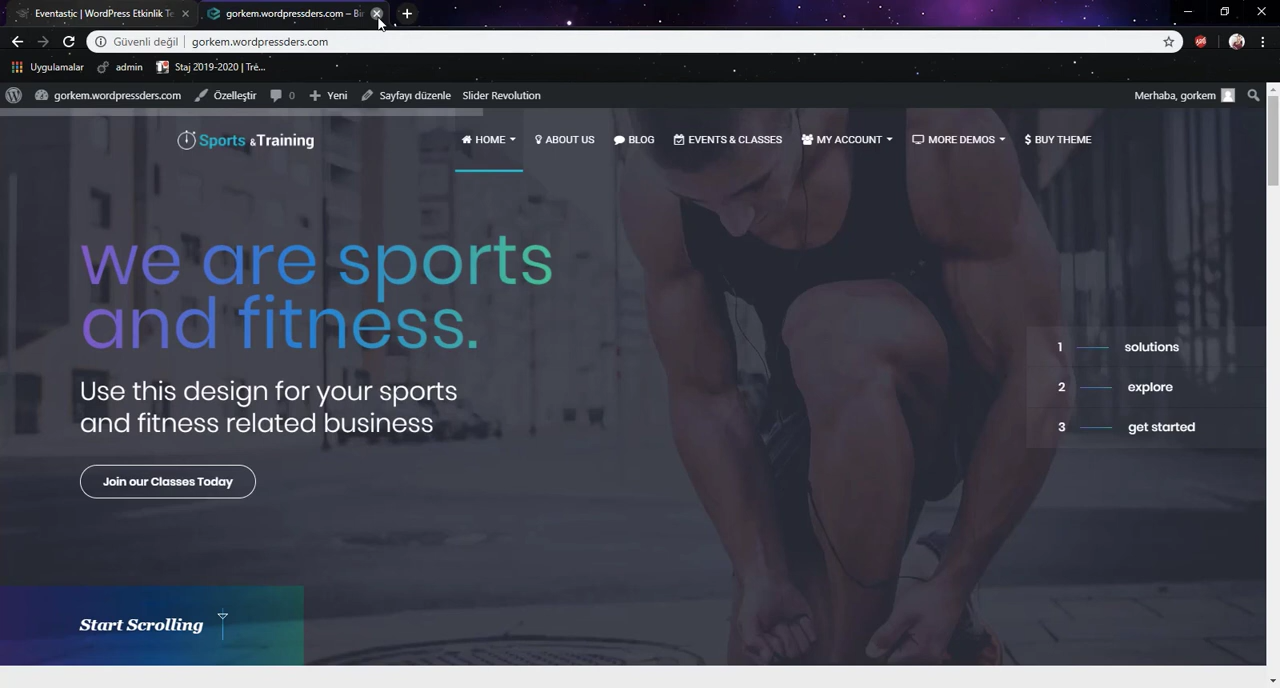 Eventastic | WordPress Etkinlik Te
gorkem.wordpressders.com – Bir
Güvenli değil | gorkem.wordpressders.com
Uygulamalar admin Staj 2019-2020 | Tre...
gorkem.wordpressders.com Özelleştir 0 Yeni Sayfayı düzenle Slider Revolution Merhaba, gorkem
Sports &Training HOME ABOUT US BLOG EVENTS & CLASSES MY ACCOUNT MORE DEMOS BUY THEME
we are sports
and fitness.
Use this design for your sports
and fitness related business
Join our Classes Today
1 solutions
2 explore
3 get started
Start Scrolling